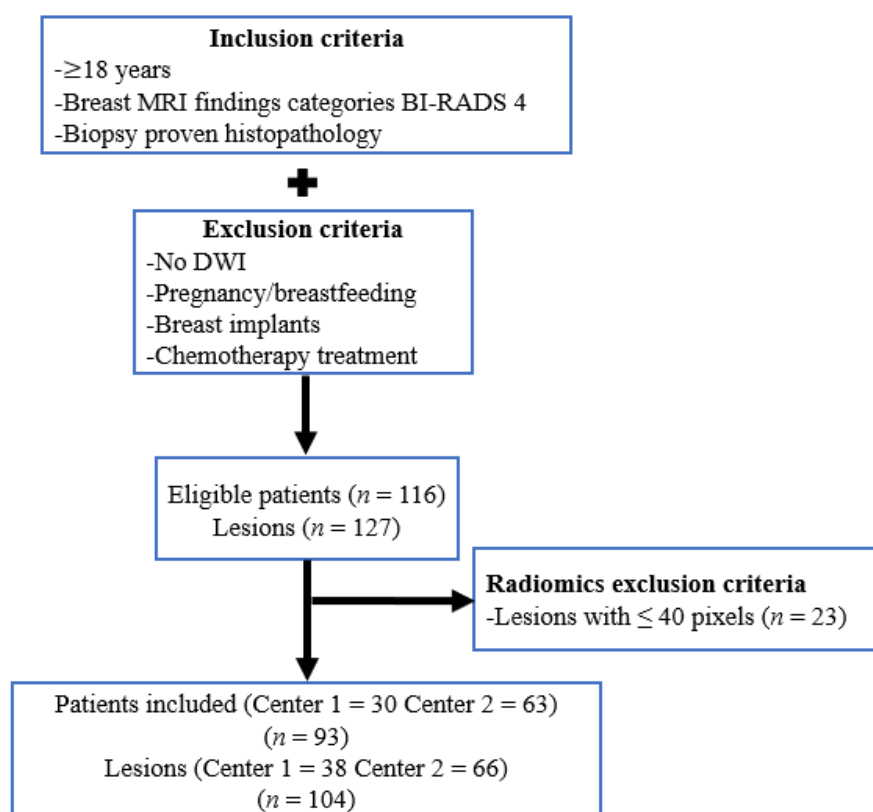 Inclusion criteria
-≥18 years
-Breast MRI findings categories BI-RADS 4
-Biopsy proven histopathology
Exclusion criteria
-No DWI
-Pregnancy/breastfeeding
-Breast implants
-Chemotherapy treatment
Eligible patients (n = 116)
Lesions (n = 127)
Radiomics exclusion criteria
-Lesions with ≤ 40 pixels (n = 23)
Patients included (Center 1 = 30 Center 2 = 63)
(n = 93)
Lesions (Center 1 = 38 Center 2 = 66)
(n = 104)